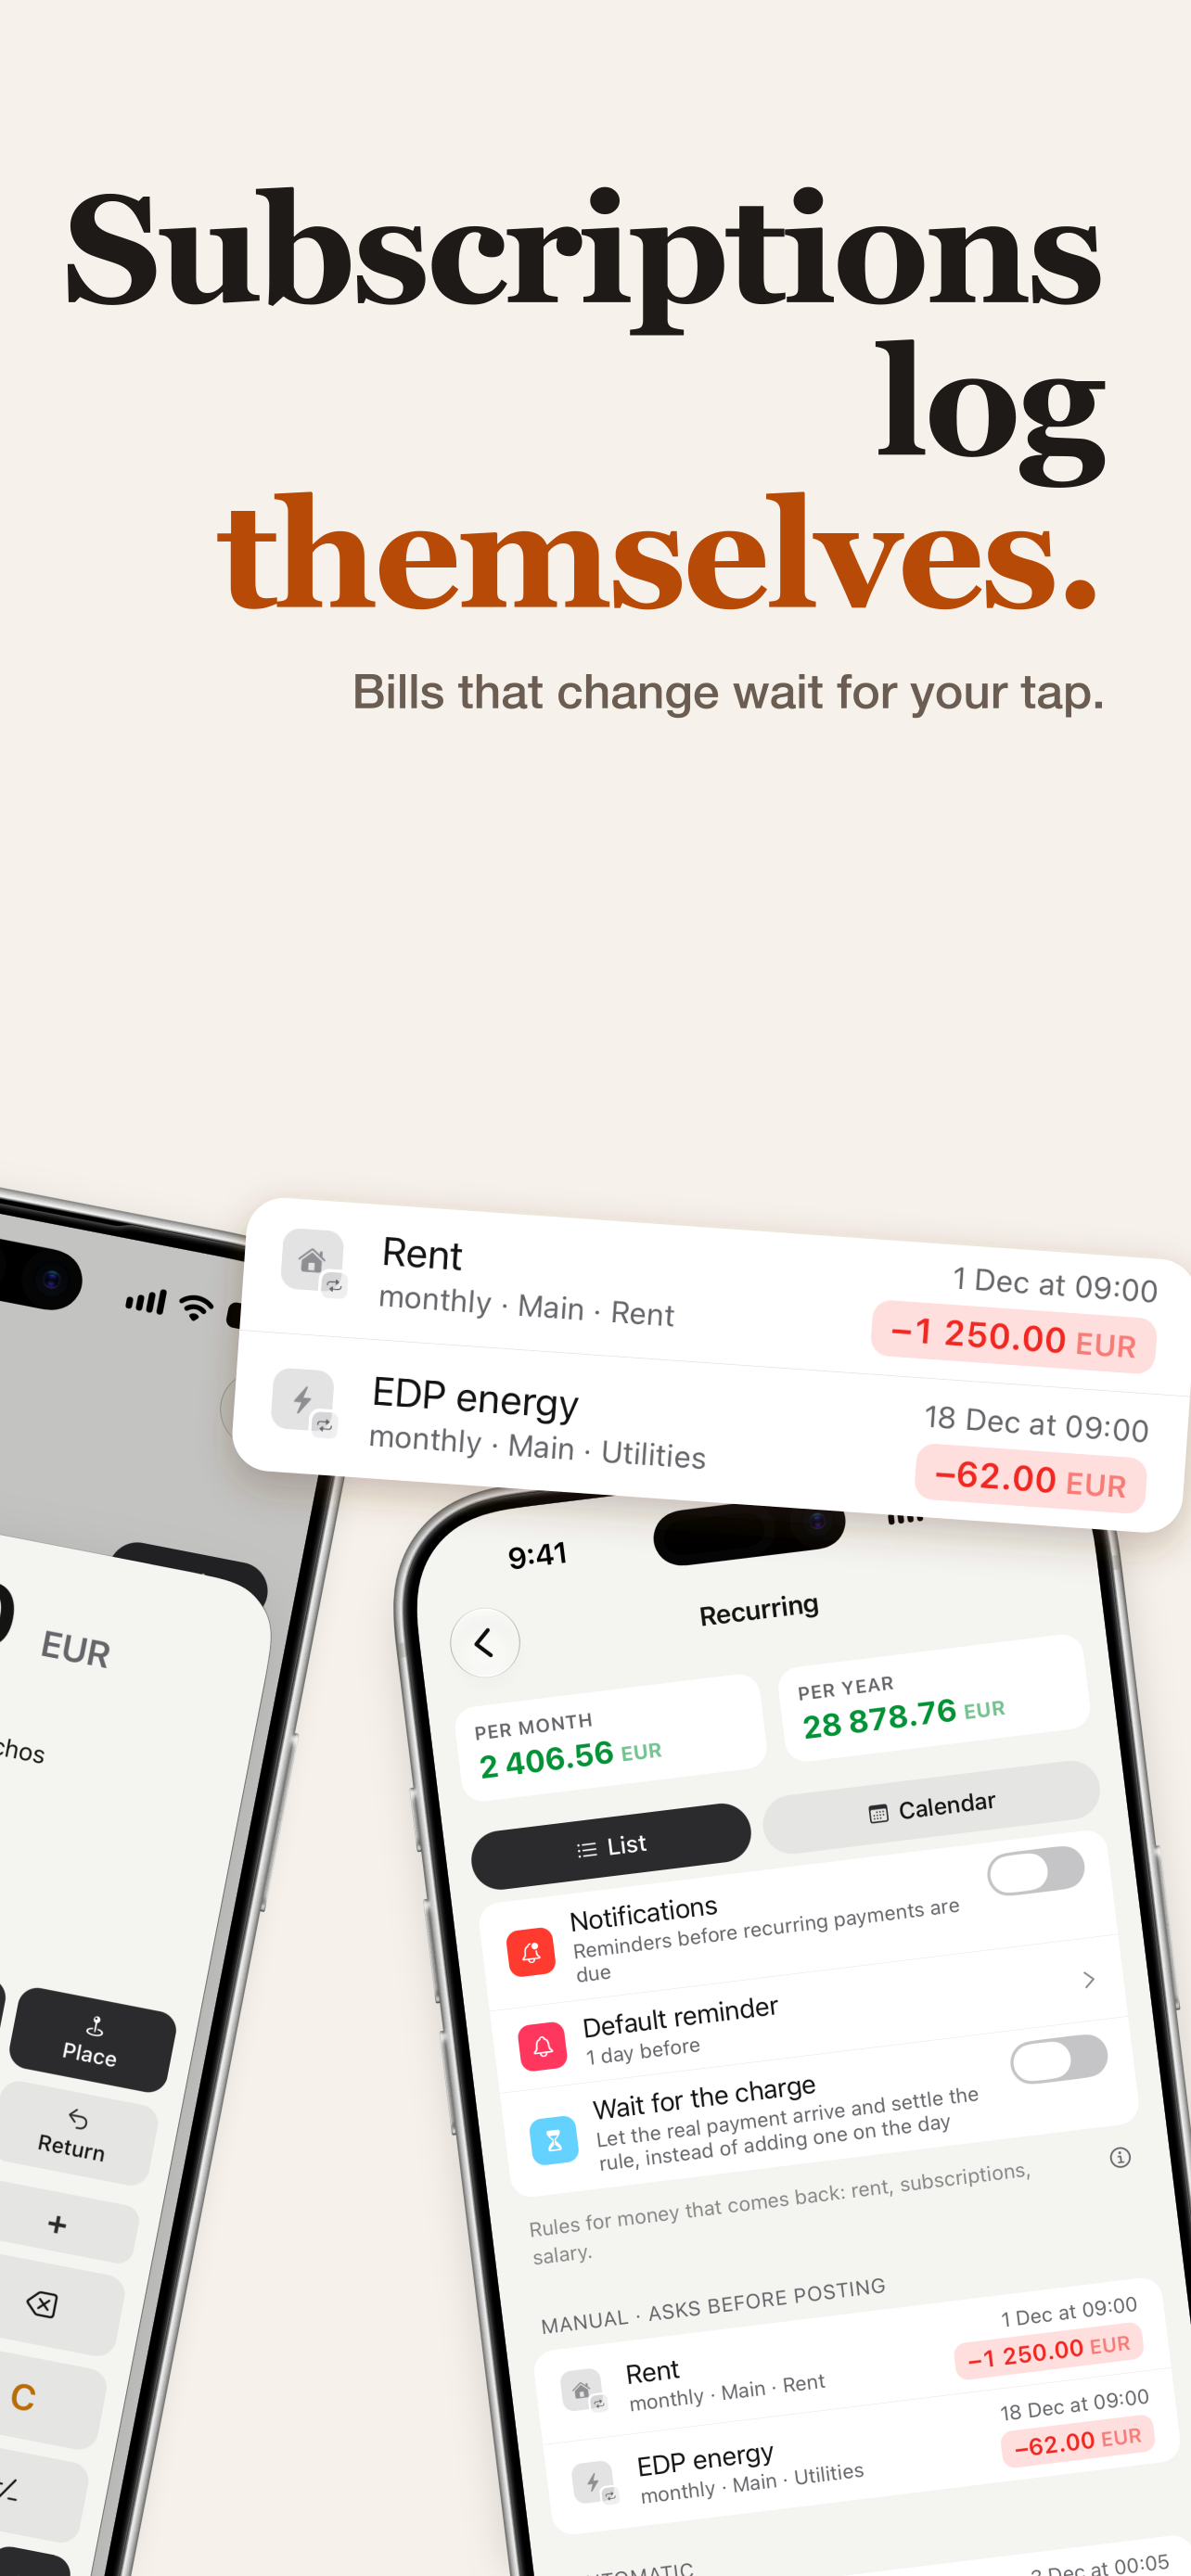 Subscriptions
log
themselves.
Bills that change wait for your tap.
Rent
monthly · Main · Rent
1 Dec at 09:00
−1 250.00 EUR
EDP energy
monthly · Main · Utilities
18 Dec at 09:00
−62.00 EUR
EUR
Place
Return
+
C
9:41
Recurring
PER MONTH
2 406.56 EUR
PER YEAR
28 878.76 EUR
List
Calendar
Notifications
Reminders before recurring payments are
due
Default reminder
1 day before
Wait for the charge
Let the real payment arrive and settle the
rule, instead of adding one on the day
Rules for money that comes back: rent, subscriptions,
salary.
MANUAL · ASKS BEFORE POSTING
Rent
monthly · Main · Rent
1 Dec at 09:00
−1 250.00 EUR
EDP energy
monthly · Main · Utilities
18 Dec at 09:00
−62.00 EUR